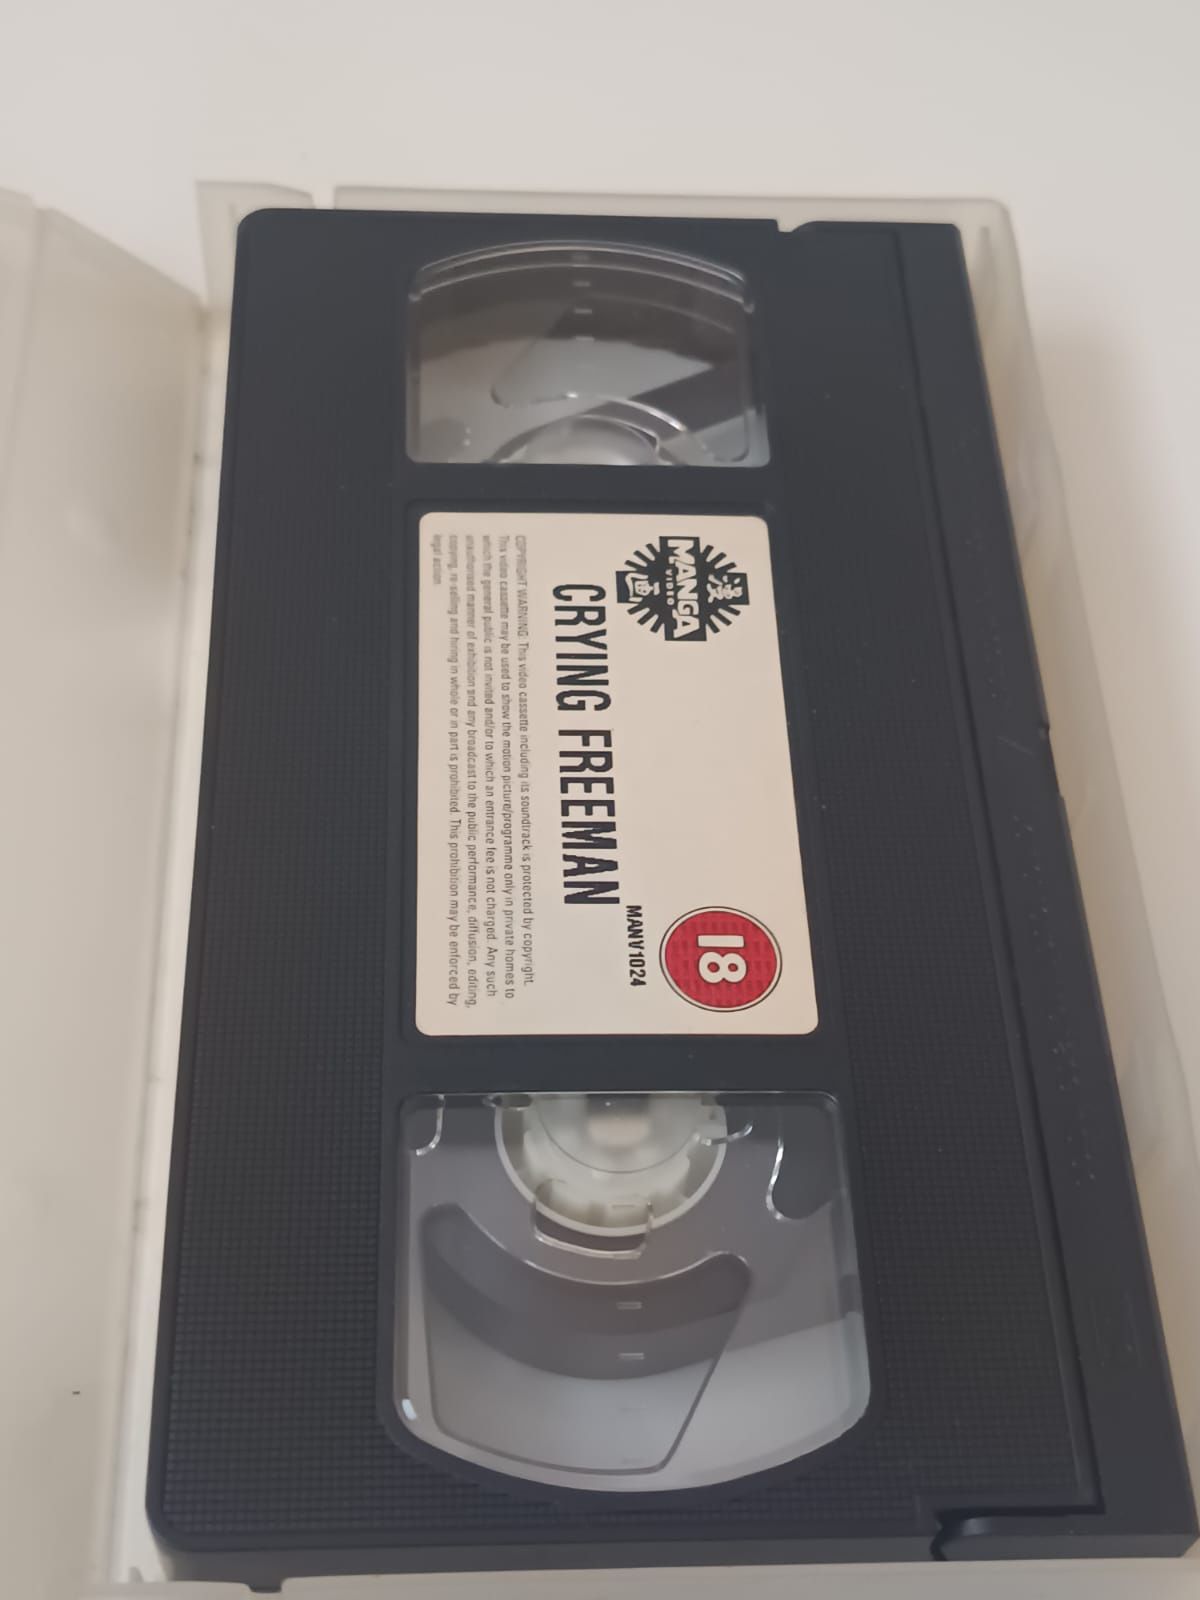 漫
MANGA
VIDEO
画
18
MANV1024
CRYING FREEMAN
COPYRIGHT WARNING: This video cassette including its soundtrack is protected by copyright.
This video cassette may be used to show the motion picture/programme only in private homes to
which the general public is not invited and/or to which an entrance fee is not charged. Any such
unauthorised manner of exhibition and any broadcast to the public performance, diffusion, editing,
copying, re-selling and hiring in whole or in part is prohibited. This prohibition may be enforced by
legal action.